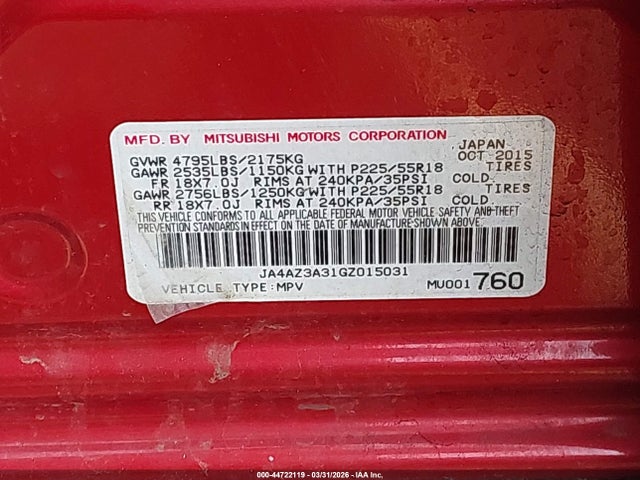 MFD. BY MITSUBISHI MOTORS CORPORATION JAPAN
GVWR 4795LBS/2175KG OCT 2015
GAWR 2535LBS/1150KG WITH P225/55R18 TIRES
FR 18X7.0J RIMS AT 240KPA/35PSI COLD
GAWR 2756LBS/1250KG WITH P225/55R18 TIRES
RR 18X7.0J RIMS AT 240KPA/35PSI COLD
THIS VEHICLE CONFORMS TO ALL APPLICABLE FEDERAL MOTOR VEHICLE SAFETY AND THEFT
PREVENTION STANDARDS IN EFFECT ON THE DATE OF MANUFACTURE SHOWN ABOVE.
JA4AZ3A31GZ015031
VEHICLE TYPE:MPV MU001 760
000-44722119 - 03/31/2026 - IAA Inc.